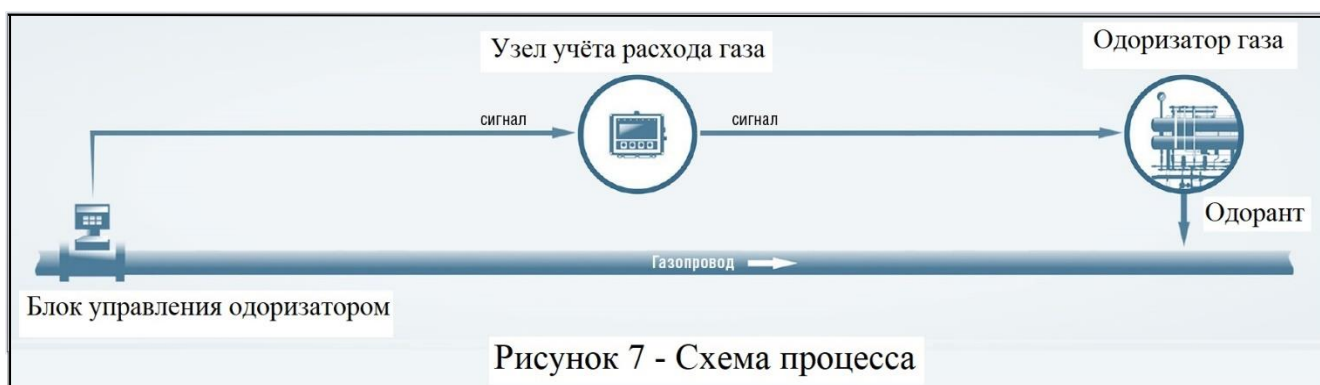 Узел учёта расхода газа
Одоризатор газа
сигнал
сигнал
Одорант
Газопровод
Блок управления одоризатором
Рисунок 7 - Схема процесса